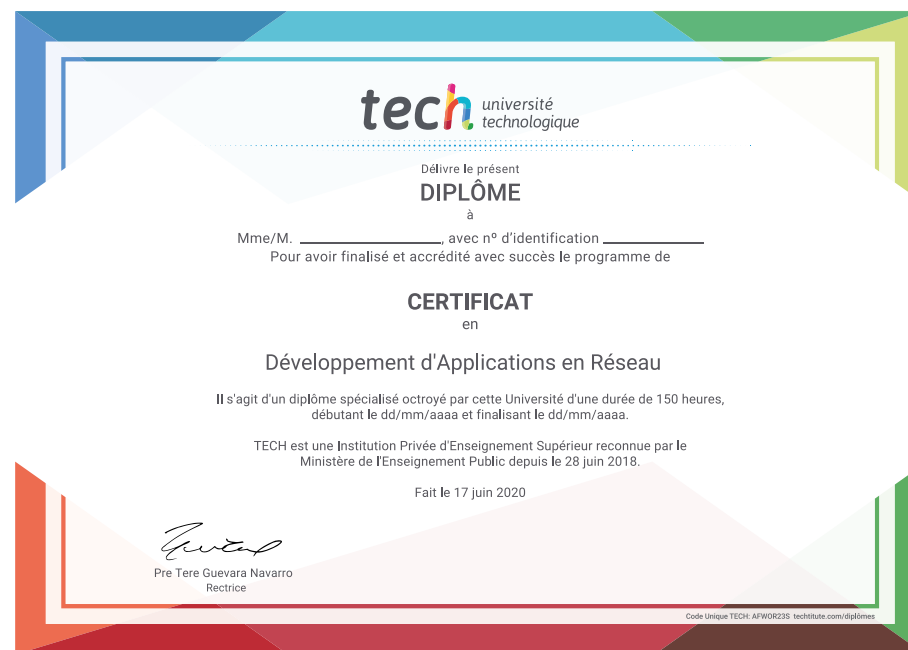 tech université
technologique
Délivre le présent
DIPLÔME
à
Mme/M. ____________________, avec nº d'identification ______________
Pour avoir finalisé et accrédité avec succès le programme de
CERTIFICAT
en
Développement d'Applications en Réseau
Il s'agit d'un diplôme spécialisé octroyé par cette Université d'une durée de 150 heures,
débutant le dd/mm/aaaa et finalisant le dd/mm/aaaa.
TECH est une Institution Privée d'Enseignement Supérieur reconnue par le
Ministère de l'Enseignement Public depuis le 28 juin 2018.
Fait le 17 juin 2020
Pre Tere Guevara Navarro
Rectrice
Code Unique TECH: AFWOR23S techtitute.com/diplômes